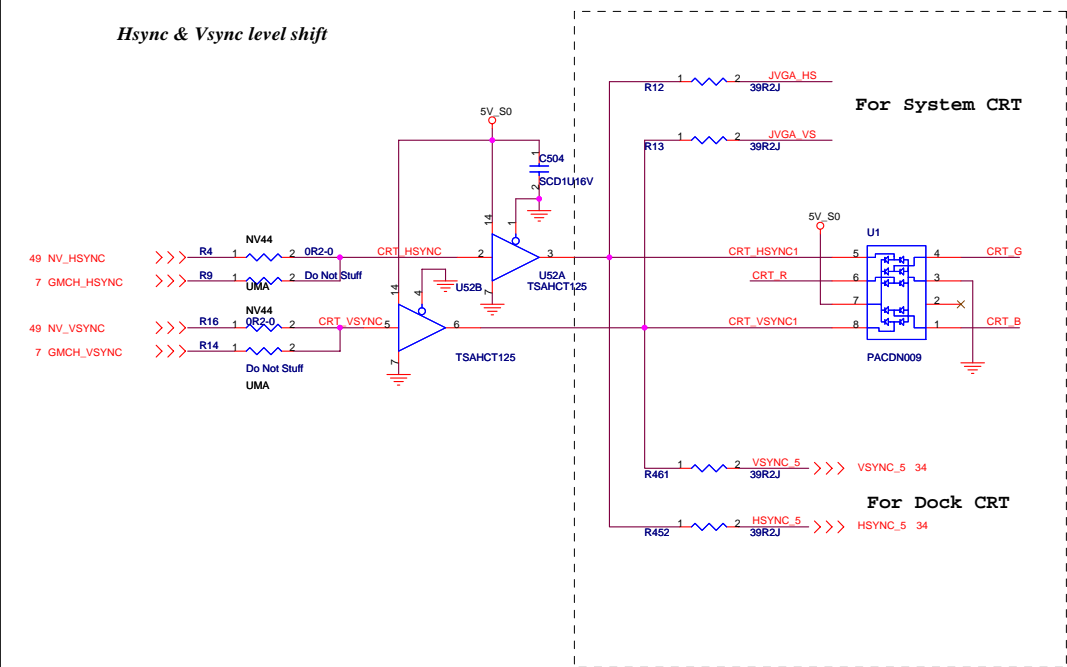 Hsync & Vsync level shift
1 2 JVGA_HS
R12 39R2J
For System CRT
5V_S0
1 2 JVGA_VS
R13 39R2J
1 C504
2 SCD1U16V
14 1
5V_S0
U1
NV44
49 NV_HSYNC R4 1 2 0R2-0 CRT_HSYNC 2 3 CRT_HSYNC1 5 4 CRT_G
7 GMCH_HSYNC R9 1 2 Do Not Stuff CRT_R 6 3
UMA
14 4 U52B 7 U52A
TSAHCT125
7 2
NV44
49 NV_VSYNC R16 1 0R2-0 2 CRT_VSYNC 5 6 CRT_VSYNC1 8 1 CRT_B
7 GMCH_VSYNC R14 1 2
7 TSAHCT125 PACDN009
Do Not Stuff
UMA
1 2 VSYNC_5 VSYNC_5 34
R461 39R2J
For Dock CRT
1 2 HSYNC_5 HSYNC_5 34
R452 39R2J